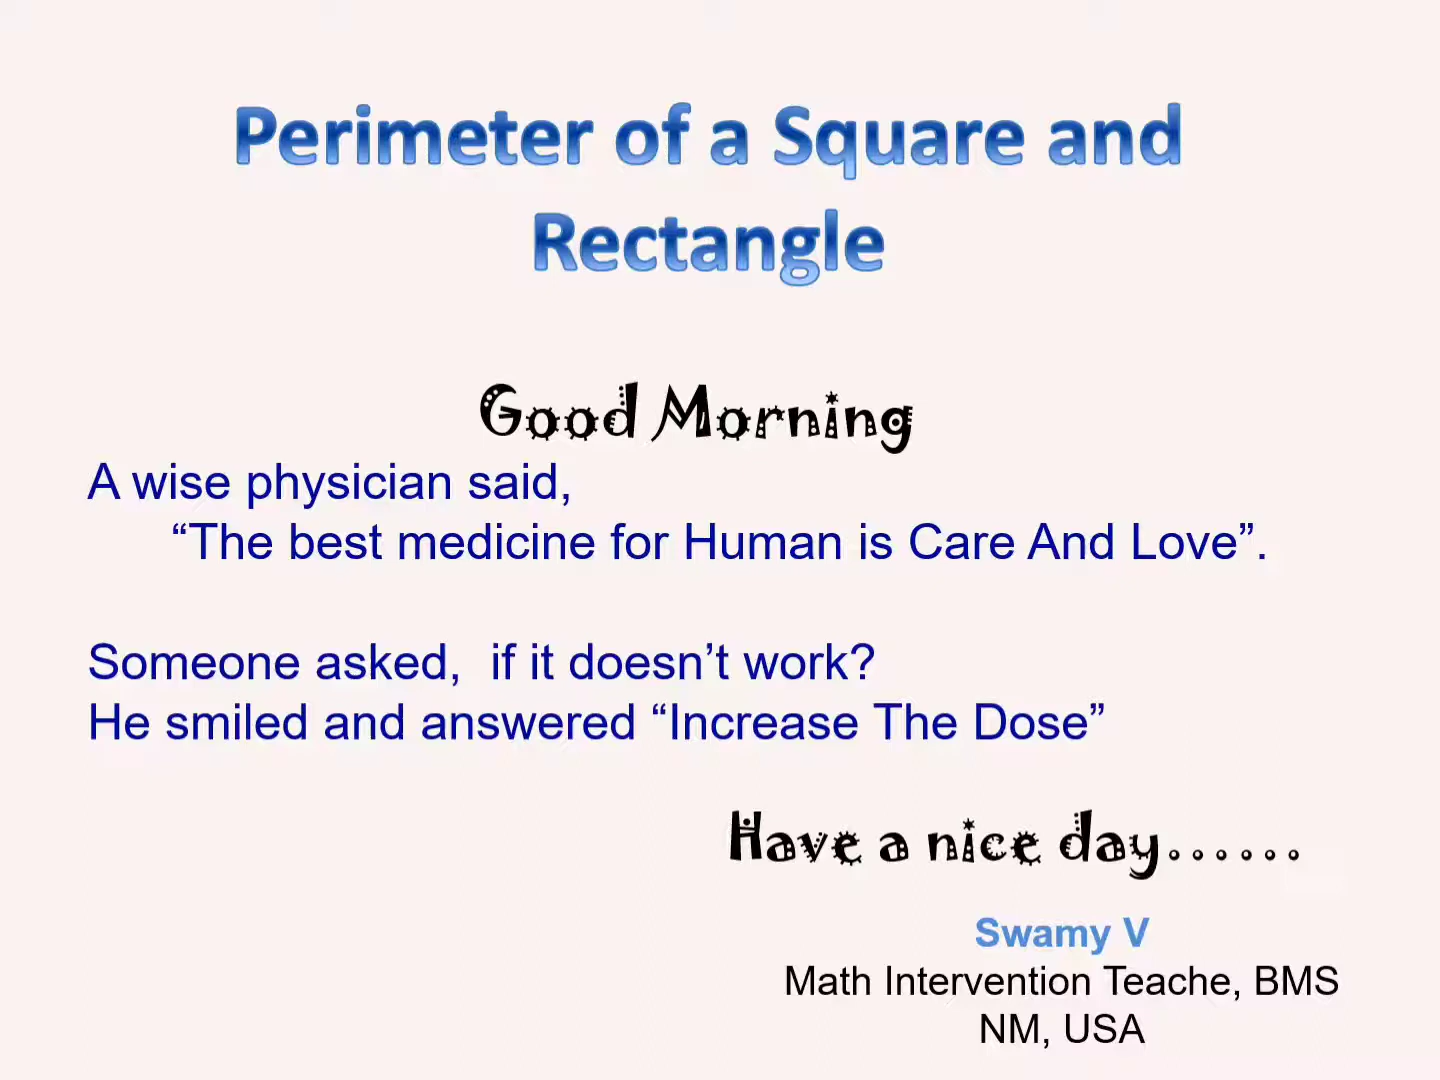 Perimeter of a Square and
Rectangle
Good Morning
A wise physician said,
“The best medicine for Human is Care And Love”.
Someone asked,  if it doesn’t work?
He smiled and answered “Increase The Dose”
Have a nice day......
Swamy V
Math Intervention Teache, BMS
NM, USA